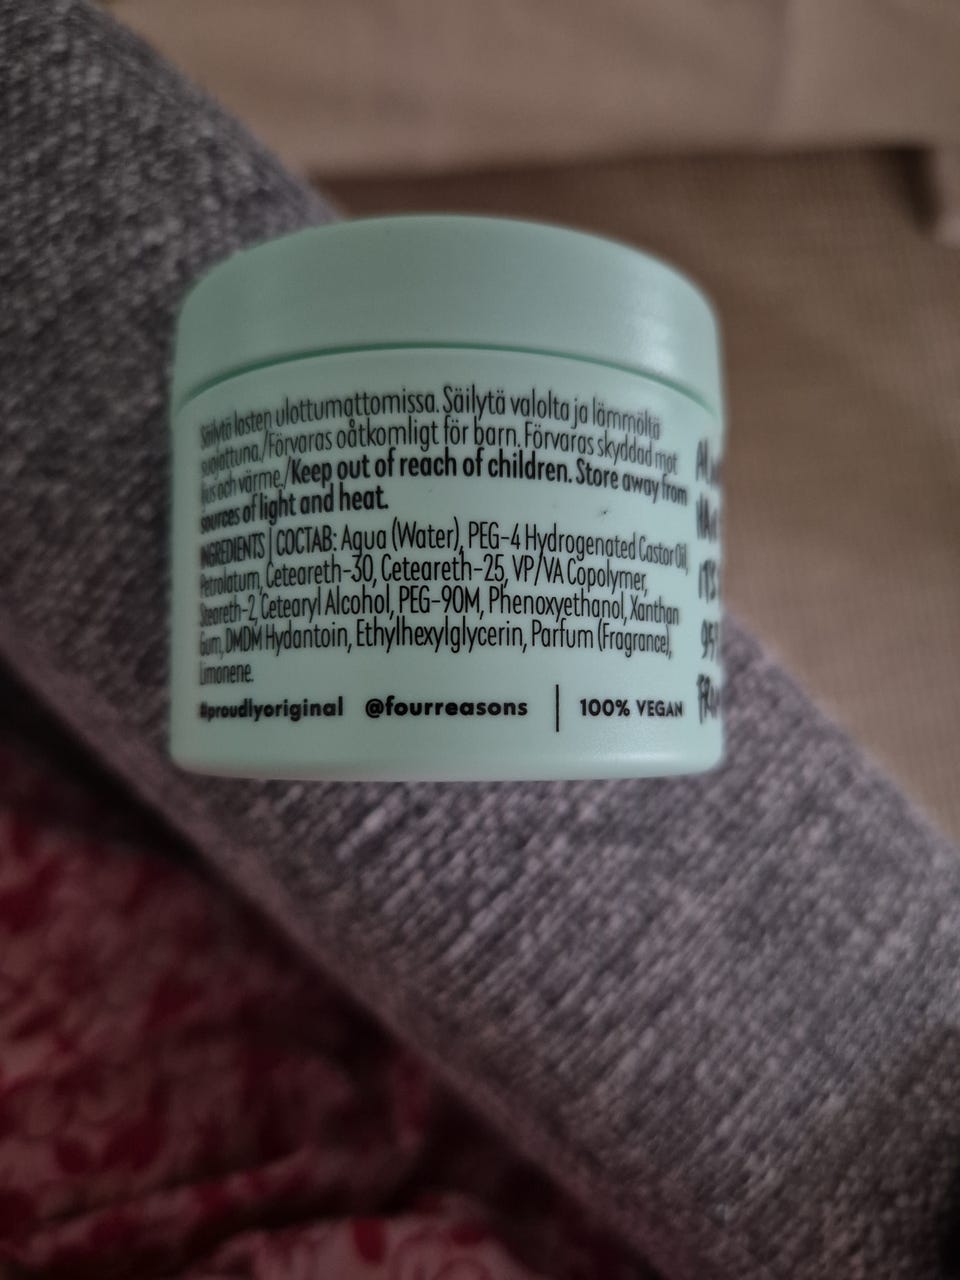 Säilytä lasten ulottumattomissa. Säilytä valolta ja lämmöltä
suojattuna./Förvaras oåtkomligt för barn. Förvaras skyddad mot
ljus och värme./Keep out of reach of children. Store away from
sources of light and heat.
INGREDIENTS | COCTAB: Aqua (Water), PEG-4 Hydrogenated Castor Oil,
Petrolatum, Ceteareth-30, Ceteareth-25, VP/VA Copolymer,
Steareth-2, Cetearyl Alcohol, PEG-90M, Phenoxyethanol, Xanthan
Gum, DMDM Hydantoin, Ethylhexylglycerin, Parfum (Fragrance),
Limonene.
#proudlyoriginal @fourreasons | 100% VEGAN